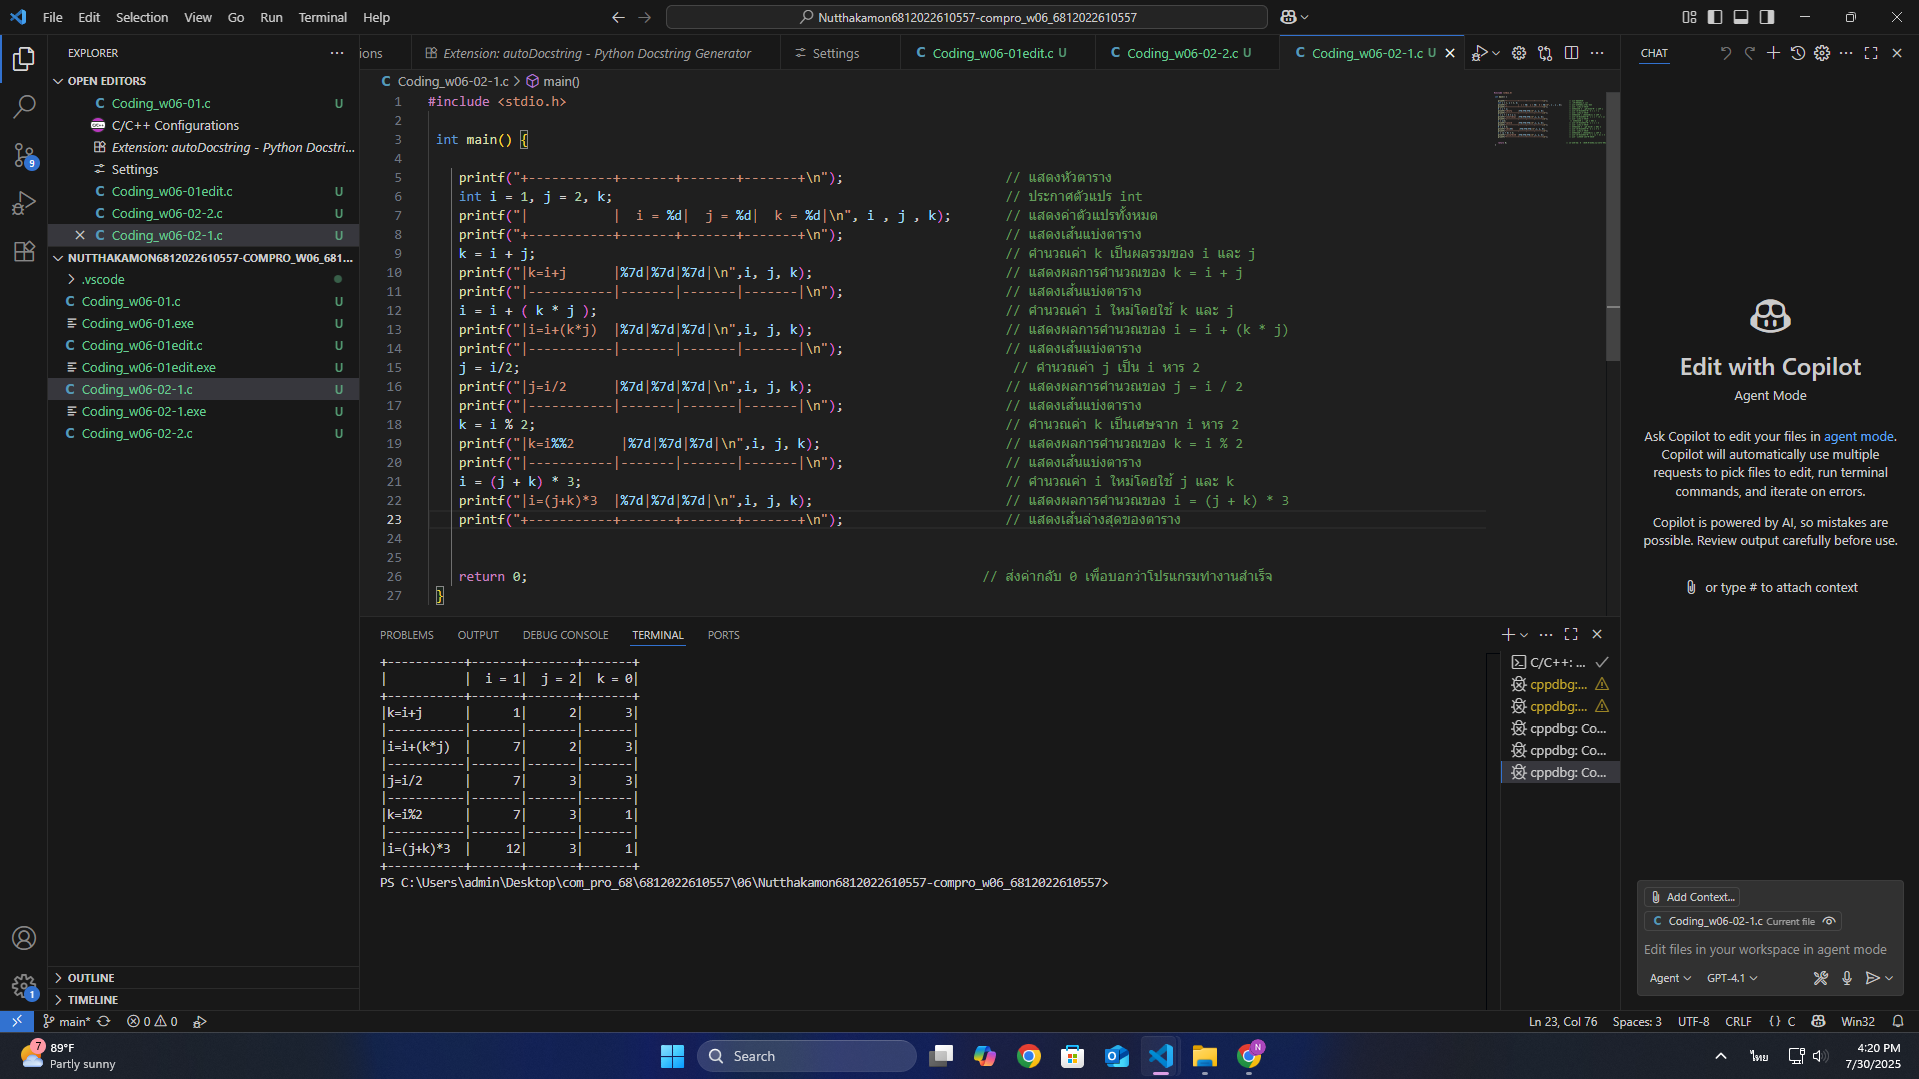 File Edit Selection View Go Run Terminal Help
Nutthakamon6812022610557-compro_w06_6812022610557
EXPLORER
OPEN EDITORS
Coding_w06-01.c U
C/C++ Configurations
Extension: autoDocstring - Python Docstri...
Settings
Coding_w06-01edit.c U
Coding_w06-02-2.c U
Coding_w06-02-1.c U
NUTTHAKAMON6812022610557-COMPRO_W06_681...
.vscode
C Coding_w06-01.c U
Coding_w06-01.exe U
C Coding_w06-01edit.c U
Coding_w06-01edit.exe U
C Coding_w06-02-1.c U
Coding_w06-02-1.exe U
C Coding_w06-02-2.c U
OUTLINE
TIMELINE
ions Extension: autoDocstring - Python Docstring Generator Settings C Coding_w06-01edit.c U C Coding_w06-02-2.c U C Coding_w06-02-1.c U
C Coding_w06-02-1.c > main()
1 #include <stdio.h>
2
3 int main() {
4
5 printf("+-----------+-------+-------+-------+\n"); // แสดงหัวตาราง
6 int i = 1, j = 2, k; // ประกาศตัวแปร int
7 printf("|           |  i = %d|  j = %d|  k = %d|\n", i , j , k); // แสดงค่าตัวแปรทั้งหมด
8 printf("+-----------+-------+-------+-------+\n"); // แสดงเส้นแบ่งตาราง
9 k = i + j; // คำนวณค่า k เป็นผลรวมของ i และ j
10 printf("|k=i+j      |%7d|%7d|%7d|\n",i, j, k); // แสดงผลการคำนวณของ k = i + j
11 printf("|-----------|-------|-------|-------|\n"); // แสดงเส้นแบ่งตาราง
12 i = i + ( k * j ); // คำนวณค่า i ใหม่โดยใช้ k และ j
13 printf("|i=i+(k*j)  |%7d|%7d|%7d|\n",i, j, k); // แสดงผลการคำนวณของ i = i + (k * j)
14 printf("|-----------|-------|-------|-------|\n"); // แสดงเส้นแบ่งตาราง
15 j = i/2; // คำนวณค่า j เป็น i หาร 2
16 printf("|j=i/2      |%7d|%7d|%7d|\n",i, j, k); // แสดงผลการคำนวณของ j = i / 2
17 printf("|-----------|-------|-------|-------|\n"); // แสดงเส้นแบ่งตาราง
18 k = i % 2; // คำนวณค่า k เป็นเศษจาก i หาร 2
19 printf("|k=i%%2      |%7d|%7d|%7d|\n",i, j, k); // แสดงผลการคำนวณของ k = i % 2
20 printf("|-----------|-------|-------|-------|\n"); // แสดงเส้นแบ่งตาราง
21 i = (j + k) * 3; // คำนวณค่า i ใหม่โดยใช้ j และ k
22 printf("|i=(j+k)*3  |%7d|%7d|%7d|\n",i, j, k); // แสดงผลการคำนวณของ i = (j + k) * 3
23 printf("+-----------+-------+-------+-------+\n"); // แสดงเส้นล่างสุดของตาราง
24
25
26 return 0; // ส่งค่ากลับ 0 เพื่อบอกว่าโปรแกรมทำงานสำเร็จ
27 }
PROBLEMS OUTPUT DEBUG CONSOLE TERMINAL PORTS
+-----------+-------+-------+-------+
|           |  i = 1|  j = 2|  k = 0|
+-----------+-------+-------+-------+
|k=i+j      |      1|      2|      3|
|-----------|-------|-------|-------|
|i=i+(k*j)  |      7|      2|      3|
|-----------|-------|-------|-------|
|j=i/2      |      7|      3|      3|
|-----------|-------|-------|-------|
|k=i%2      |      7|      3|      1|
|-----------|-------|-------|-------|
|i=(j+k)*3  |     12|      3|      1|
+-----------+-------+-------+-------+
PS C:\Users\admin\Desktop\com_pro_68\6812022610557\06\Nutthakamon6812022610557-compro_w06_6812022610557>
C/C++: ...
cppdbg:...
cppdbg:...
cppdbg: Co...
cppdbg: Co...
cppdbg: Co...
CHAT
Edit with Copilot
Agent Mode
Ask Copilot to edit your files in agent mode.
Copilot will automatically use multiple
requests to pick files to edit, run terminal
commands, and iterate on errors.
Copilot is powered by AI, so mistakes are
possible. Review output carefully before use.
or type # to attach context
Add Context...
C Coding_w06-02-1.c Current file
Edit files in your workspace in agent mode
Agent GPT-4.1
9
1
main* 0 0 Ln 23, Col 76 Spaces: 3 UTF-8 CRLF {} C Win32
7 89°F
Partly sunny
Search
N
ไทย
4:20 PM
7/30/2025